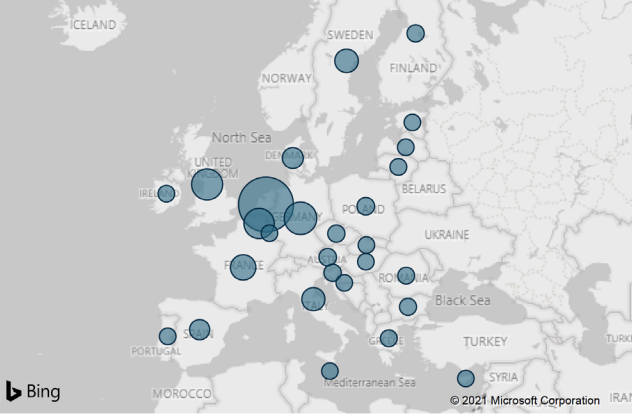 ICELAND
SWEDEN
FINLAND
NORWAY
North Sea
DENMARK
UNITED
KINGDOM
IRELAND
BELARUS
POLAND
GERMANY
UKRAINE
FRANCE
AUSTRIA
ROMANIA
Black Sea
ITALY
SPAIN
PORTUGAL
GREECE
TURKEY
SYRIA
Mediterranean Sea
MOROCCO
Bing
© 2021 Microsoft Corporation